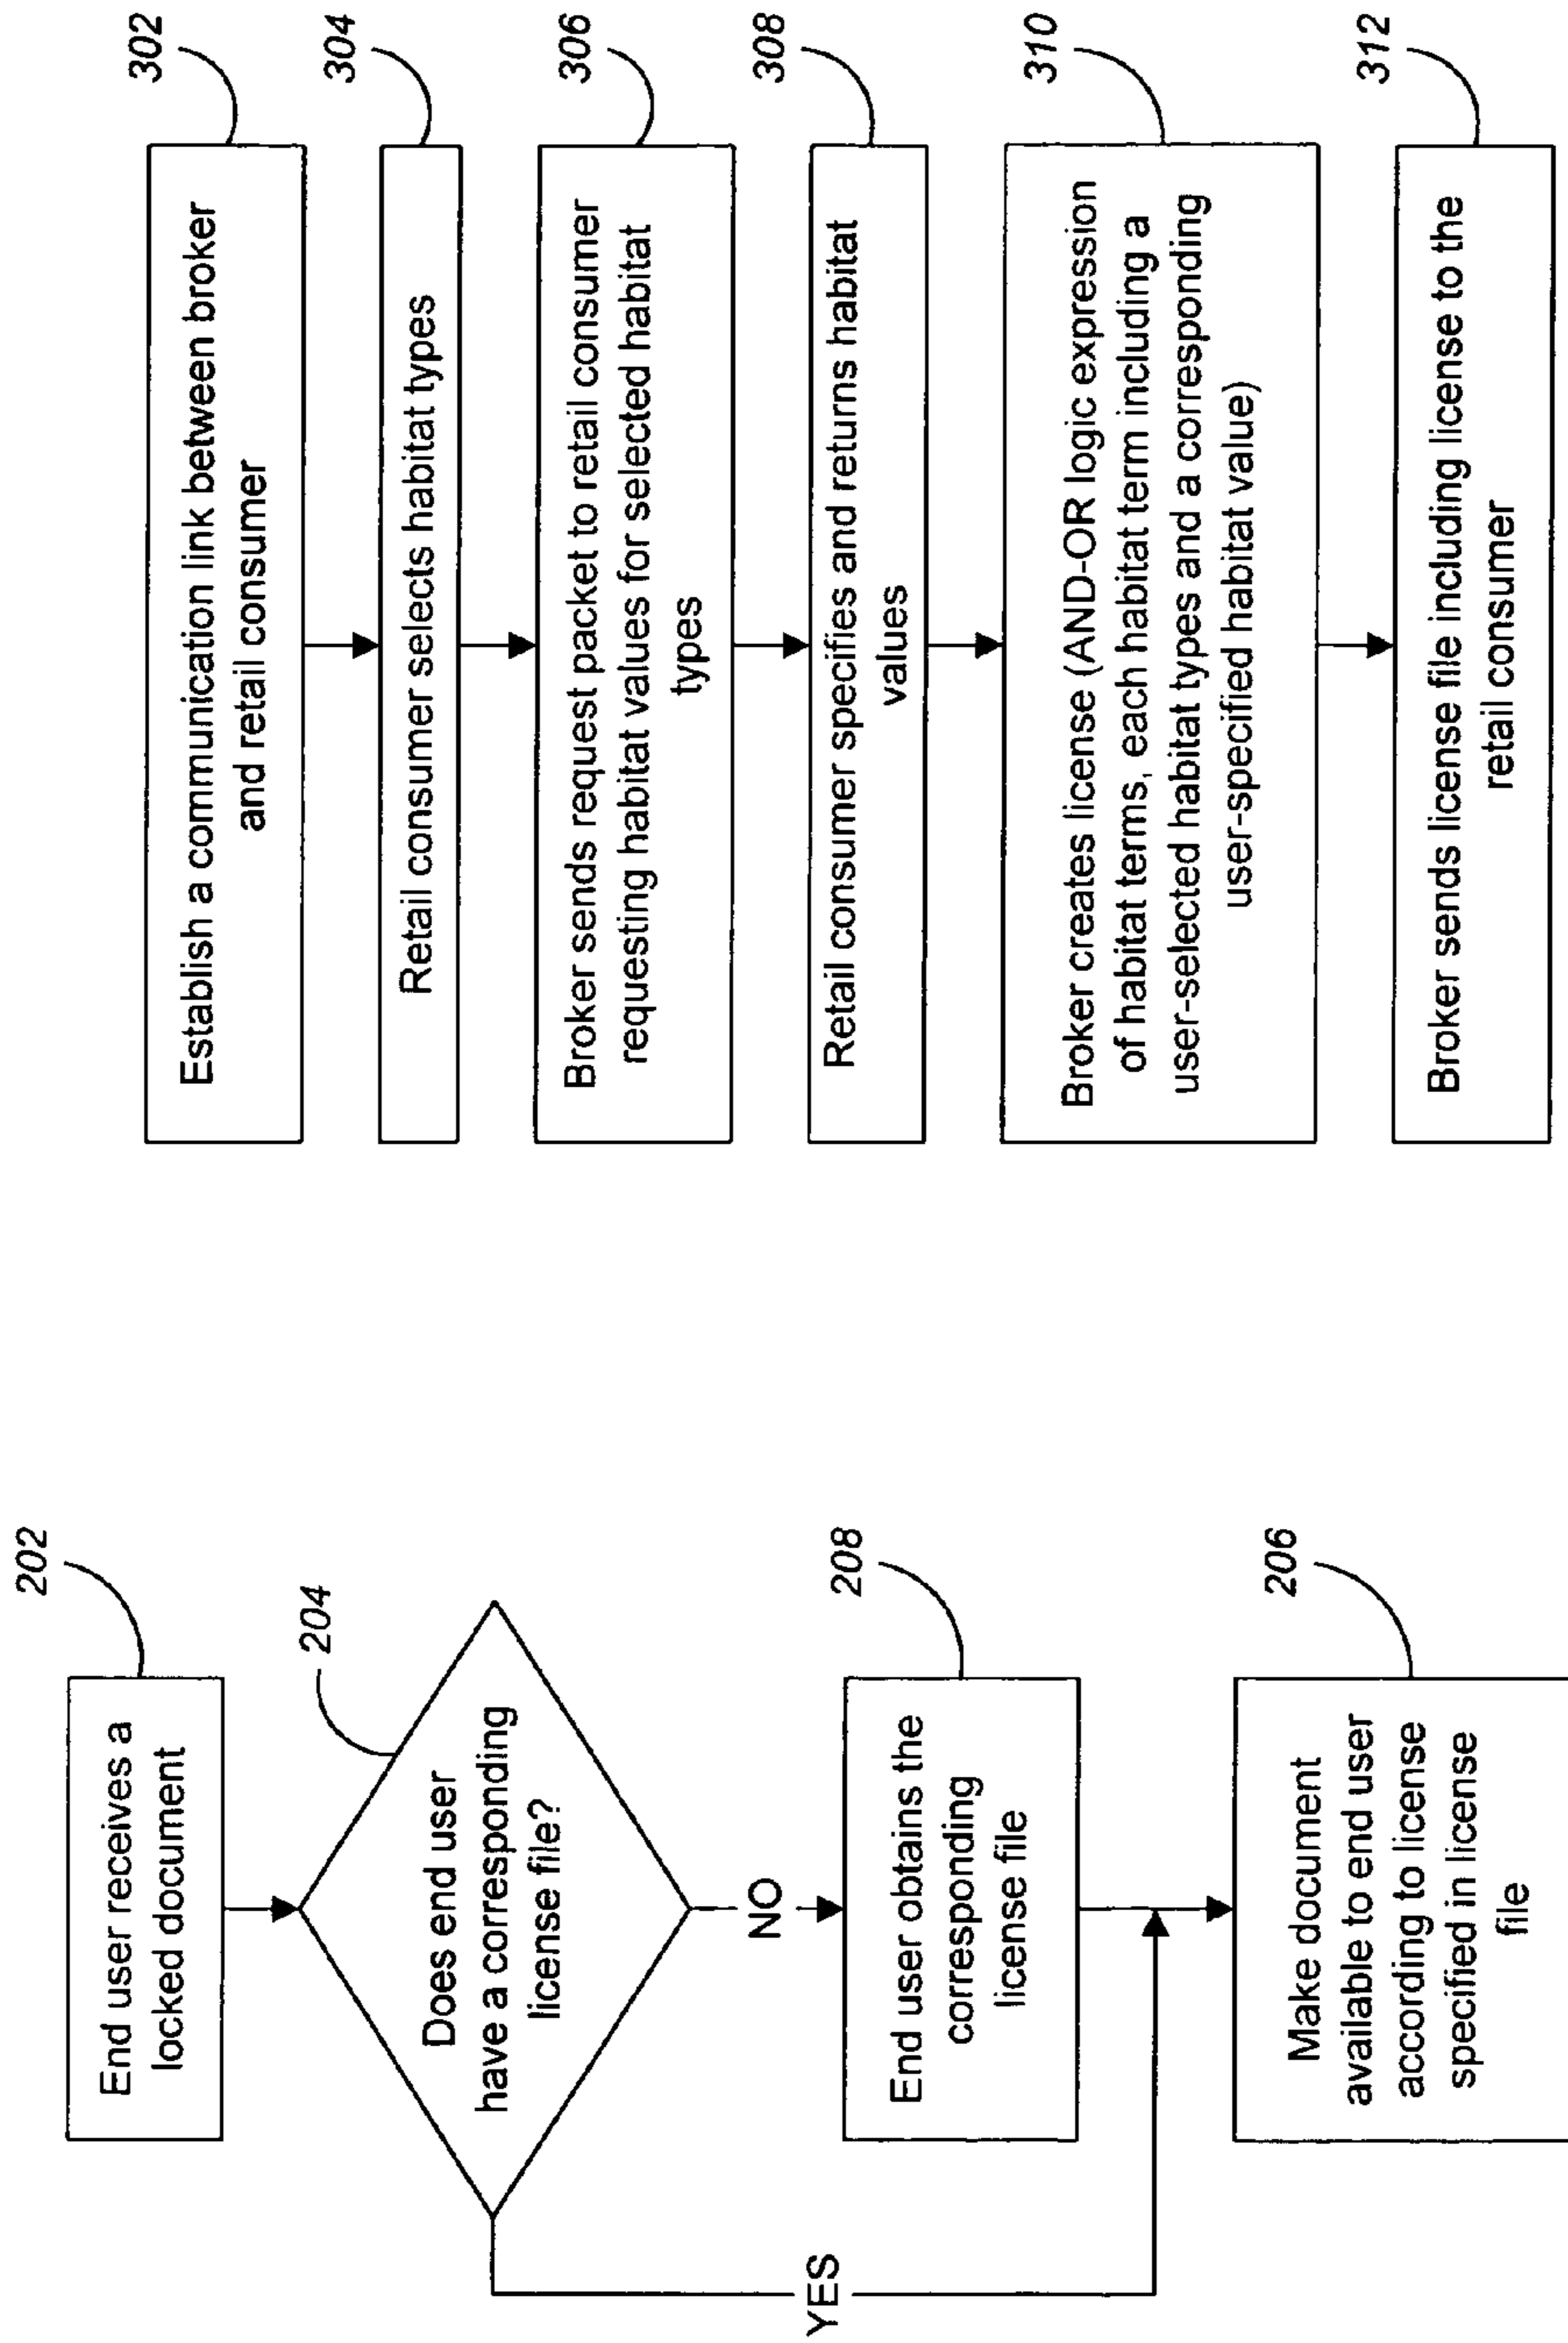 202
End user receives a
locked document
204
Does end user
have a corresponding
license file?
YES
NO
208
End user obtains the
corresponding
license file
206
Make document
available to end user
according to license
specified in license
file
302
Establish a communication link between broker
and retail consumer
304
Retail consumer selects habitat types
306
Broker sends request packet to retail consumer
requesting habitat values for selected habitat
types
308
Retail consumer specifies and returns habitat
values
310
Broker creates license (AND-OR logic expression
of habitat terms, each habitat term including a
user-selected habitat types and a corresponding
user-specified habitat value)
312
Broker sends license file including license to the
retail consumer